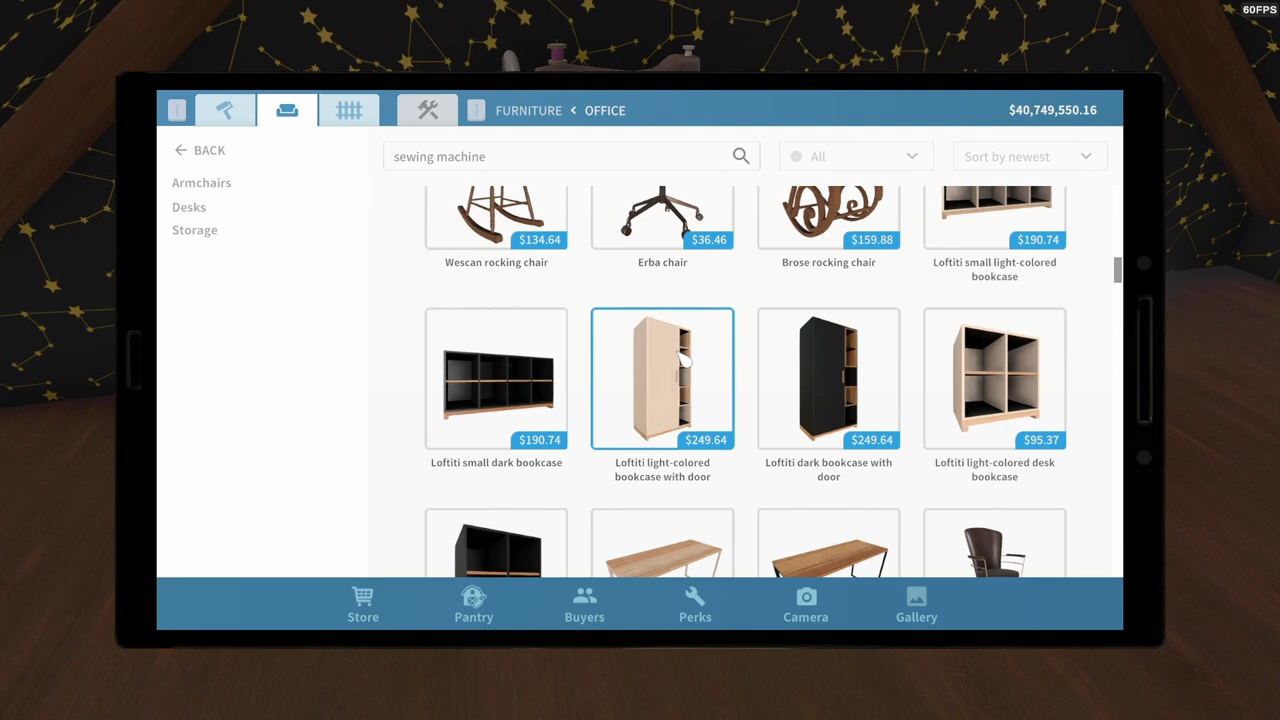 60FPS
FURNITURE < OFFICE
$40,749,550.16
BACK
sewing machine
All
Sort by newest
Armchairs
Desks
Storage
$134.64
$36.46
$159.88
$190.74
Wescan rocking chair
Erba chair
Brose rocking chair
Loftiti small light-colored
bookcase
$190.74
$249.64
$249.64
$95.37
Loftiti small dark bookcase
Loftiti light-colored
bookcase with door
Loftiti dark bookcase with
door
Loftiti light-colored desk
bookcase
Store
Pantry
Buyers
Perks
Camera
Gallery